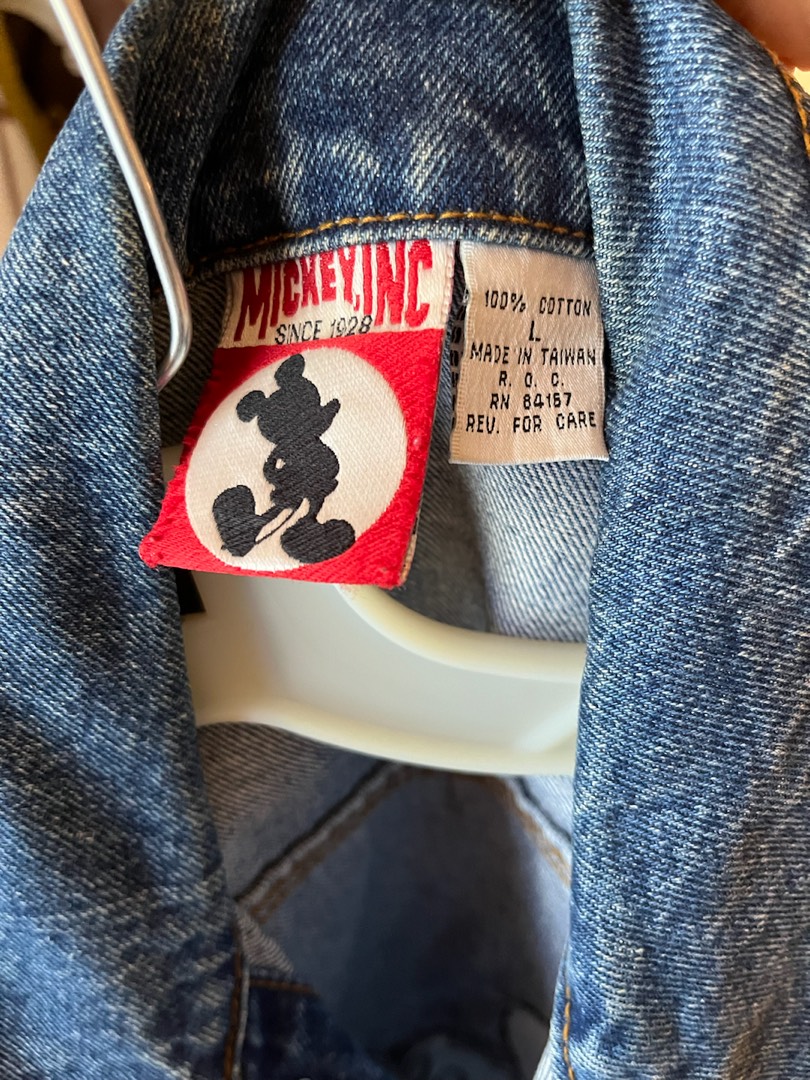 MICKEY, INC
SINCE 1928
100% COTTON
L
MADE IN TAIWAN
R. O. C.
RN 84157
REV. FOR CARE